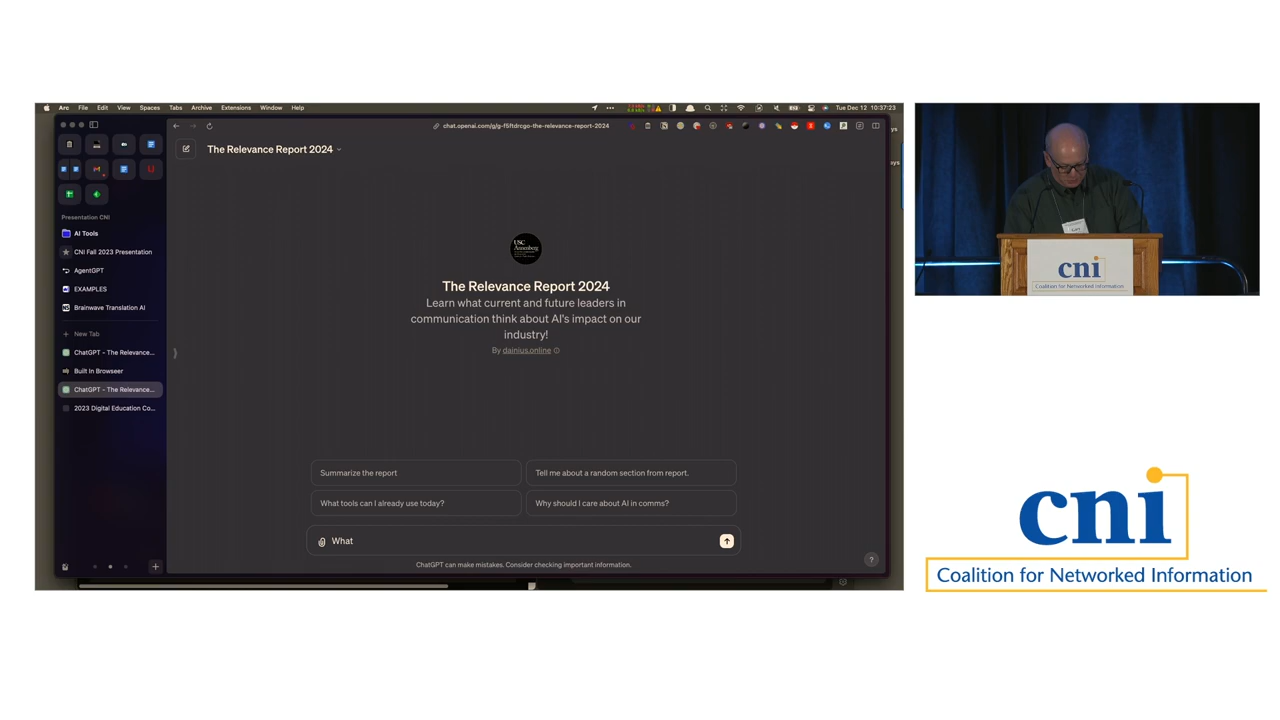 Arc File Edit View Spaces Tabs Archive Extensions Window Help
Tue Dec 12 10:37:23
chat.openai.com/g/g-f5ftdrcgo-the-relevance-report-2024
The Relevance Report 2024
Presentation CNI
AI Tools
CNI Fall 2023 Presentation
AgentGPT
EXAMPLES
Brainwave Translation AI
New Tab
ChatGPT - The Relevance...
Built In Browseer
ChatGPT - The Relevance...
2023 Digital Education Co...
USC
Annenberg
The Relevance Report 2024
Learn what current and future leaders in
communication think about AI's impact on our
industry!
By dainius.online
Summarize the report
Tell me about a random section from report.
What tools can I already use today?
Why should I care about AI in comms?
What
ChatGPT can make mistakes. Consider checking important information.
?
cni
Coalition for Networked Information
cni
Coalition for Networked Information